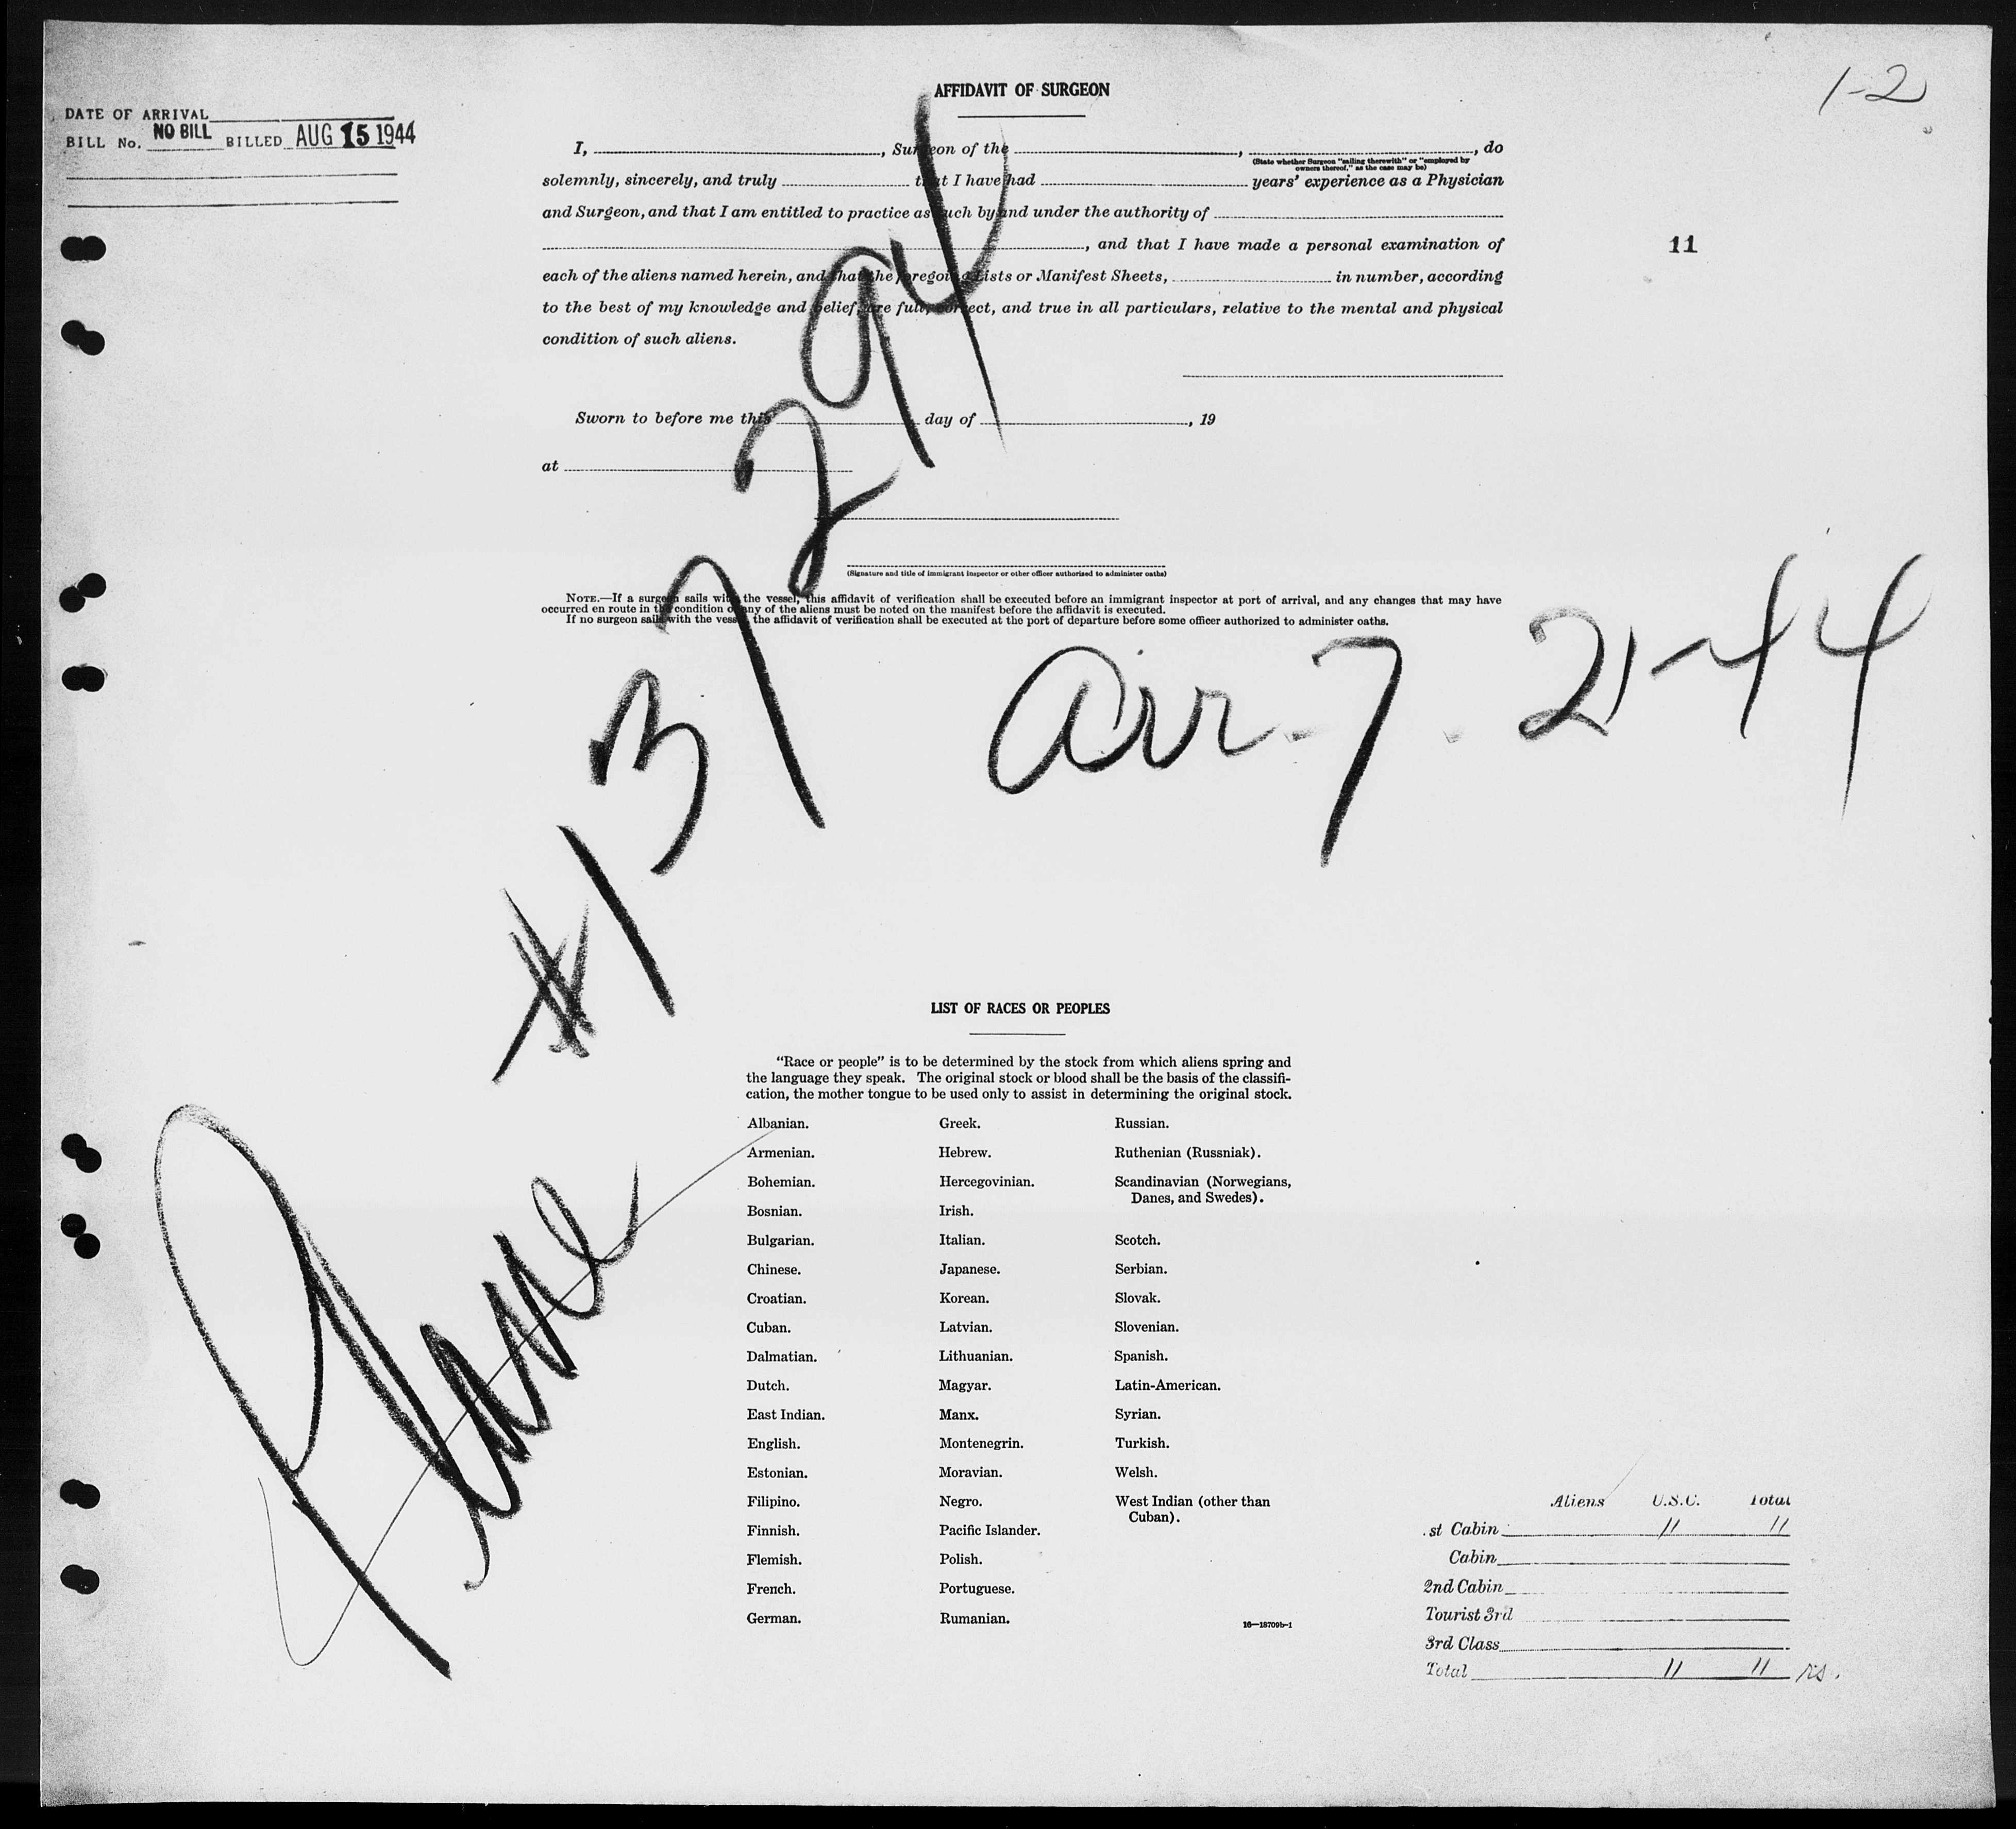 1-2
DATE OF ARRIVAL
BILL No. NO BILL BILLED AUG 15 1944
AFFIDAVIT OF SURGEON
I, , Surgeon of the , , do
(State whether Surgeon "sailing therewith" or "employed by
owners thereof," as the case may be)
solemnly, sincerely, and truly that I have had years' experience as a Physician
and Surgeon, and that I am entitled to practice as such by and under the authority of
, and that I have made a personal examination of
11
each of the aliens named herein, and that the foregoing Lists or Manifest Sheets, in number, according
to the best of my knowledge and belief, are full, correct, and true in all particulars, relative to the mental and physical
condition of such aliens.
Sworn to before me this day of , 19
at
(Signature and title of immigrant inspector or other officer authorized to administer oaths)
NOTE.—If a surgeon sails with the vessel, this affidavit of verification shall be executed before an immigrant inspector at port of arrival, and any changes that may have
occurred en route in the condition of any of the aliens must be noted on the manifest before the affidavit is executed.
If no surgeon sails with the vessel, the affidavit of verification shall be executed at the port of departure before some officer authorized to administer oaths.
Plane #137294
arr. 7. 21-44
LIST OF RACES OR PEOPLES
"Race or people" is to be determined by the stock from which aliens spring and
the language they speak. The original stock or blood shall be the basis of the classifi-
cation, the mother tongue to be used only to assist in determining the original stock.
Albanian.
Armenian.
Bohemian.
Bosnian.
Bulgarian.
Chinese.
Croatian.
Cuban.
Dalmatian.
Dutch.
East Indian.
English.
Estonian.
Filipino.
Finnish.
Flemish.
French.
German.
Greek.
Hebrew.
Hercegovinian.
Irish.
Italian.
Japanese.
Korean.
Latvian.
Lithuanian.
Magyar.
Manx.
Montenegrin.
Moravian.
Negro.
Pacific Islander.
Polish.
Portuguese.
Rumanian.
Russian.
Ruthenian (Russniak).
Scandinavian (Norwegians,
Danes, and Swedes).
Scotch.
Serbian.
Slovak.
Slovenian.
Spanish.
Latin-American.
Syrian.
Turkish.
Welsh.
West Indian (other than
Cuban).
16—18709b-1
Aliens U.S.C. Total
st Cabin 11 11
Cabin
2nd Cabin
Tourist 3rd
3rd Class
Total 11 11 rs.